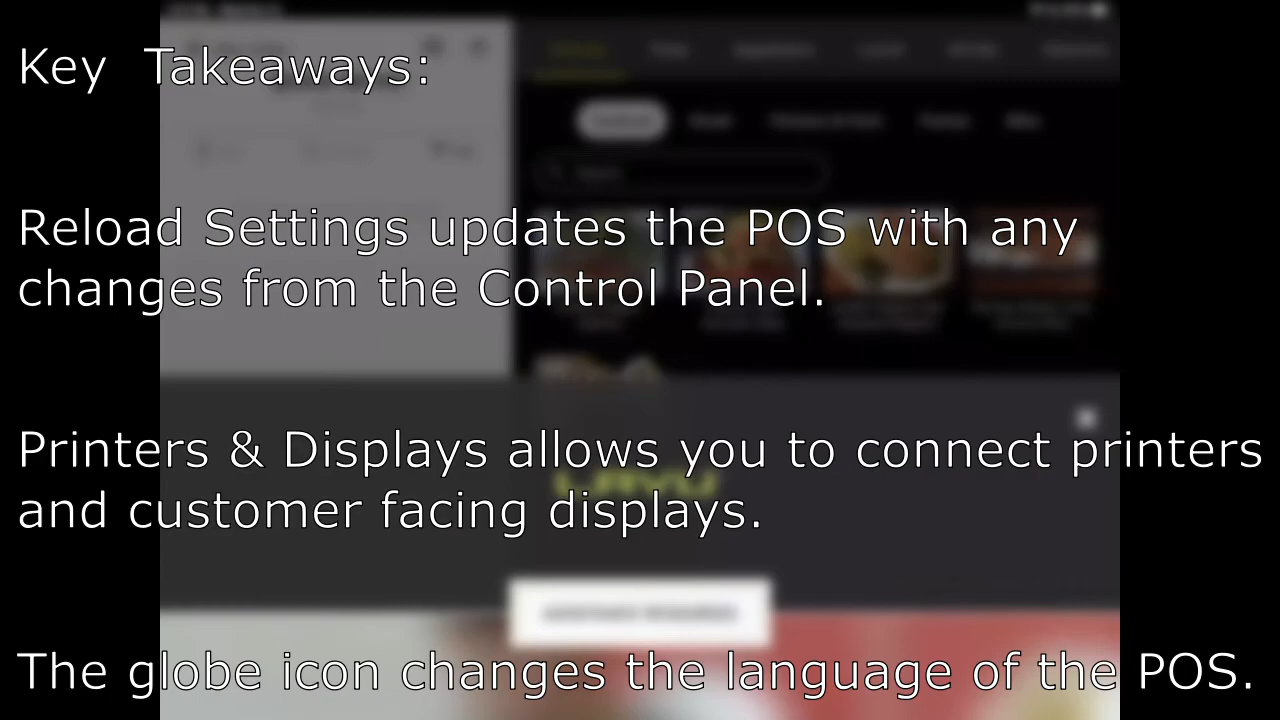 Key Takeaways:
Reload Settings updates the POS with any
changes from the Control Panel.
Printers & Displays allows you to connect printers
and customer facing displays.
The globe icon changes the language of the POS.